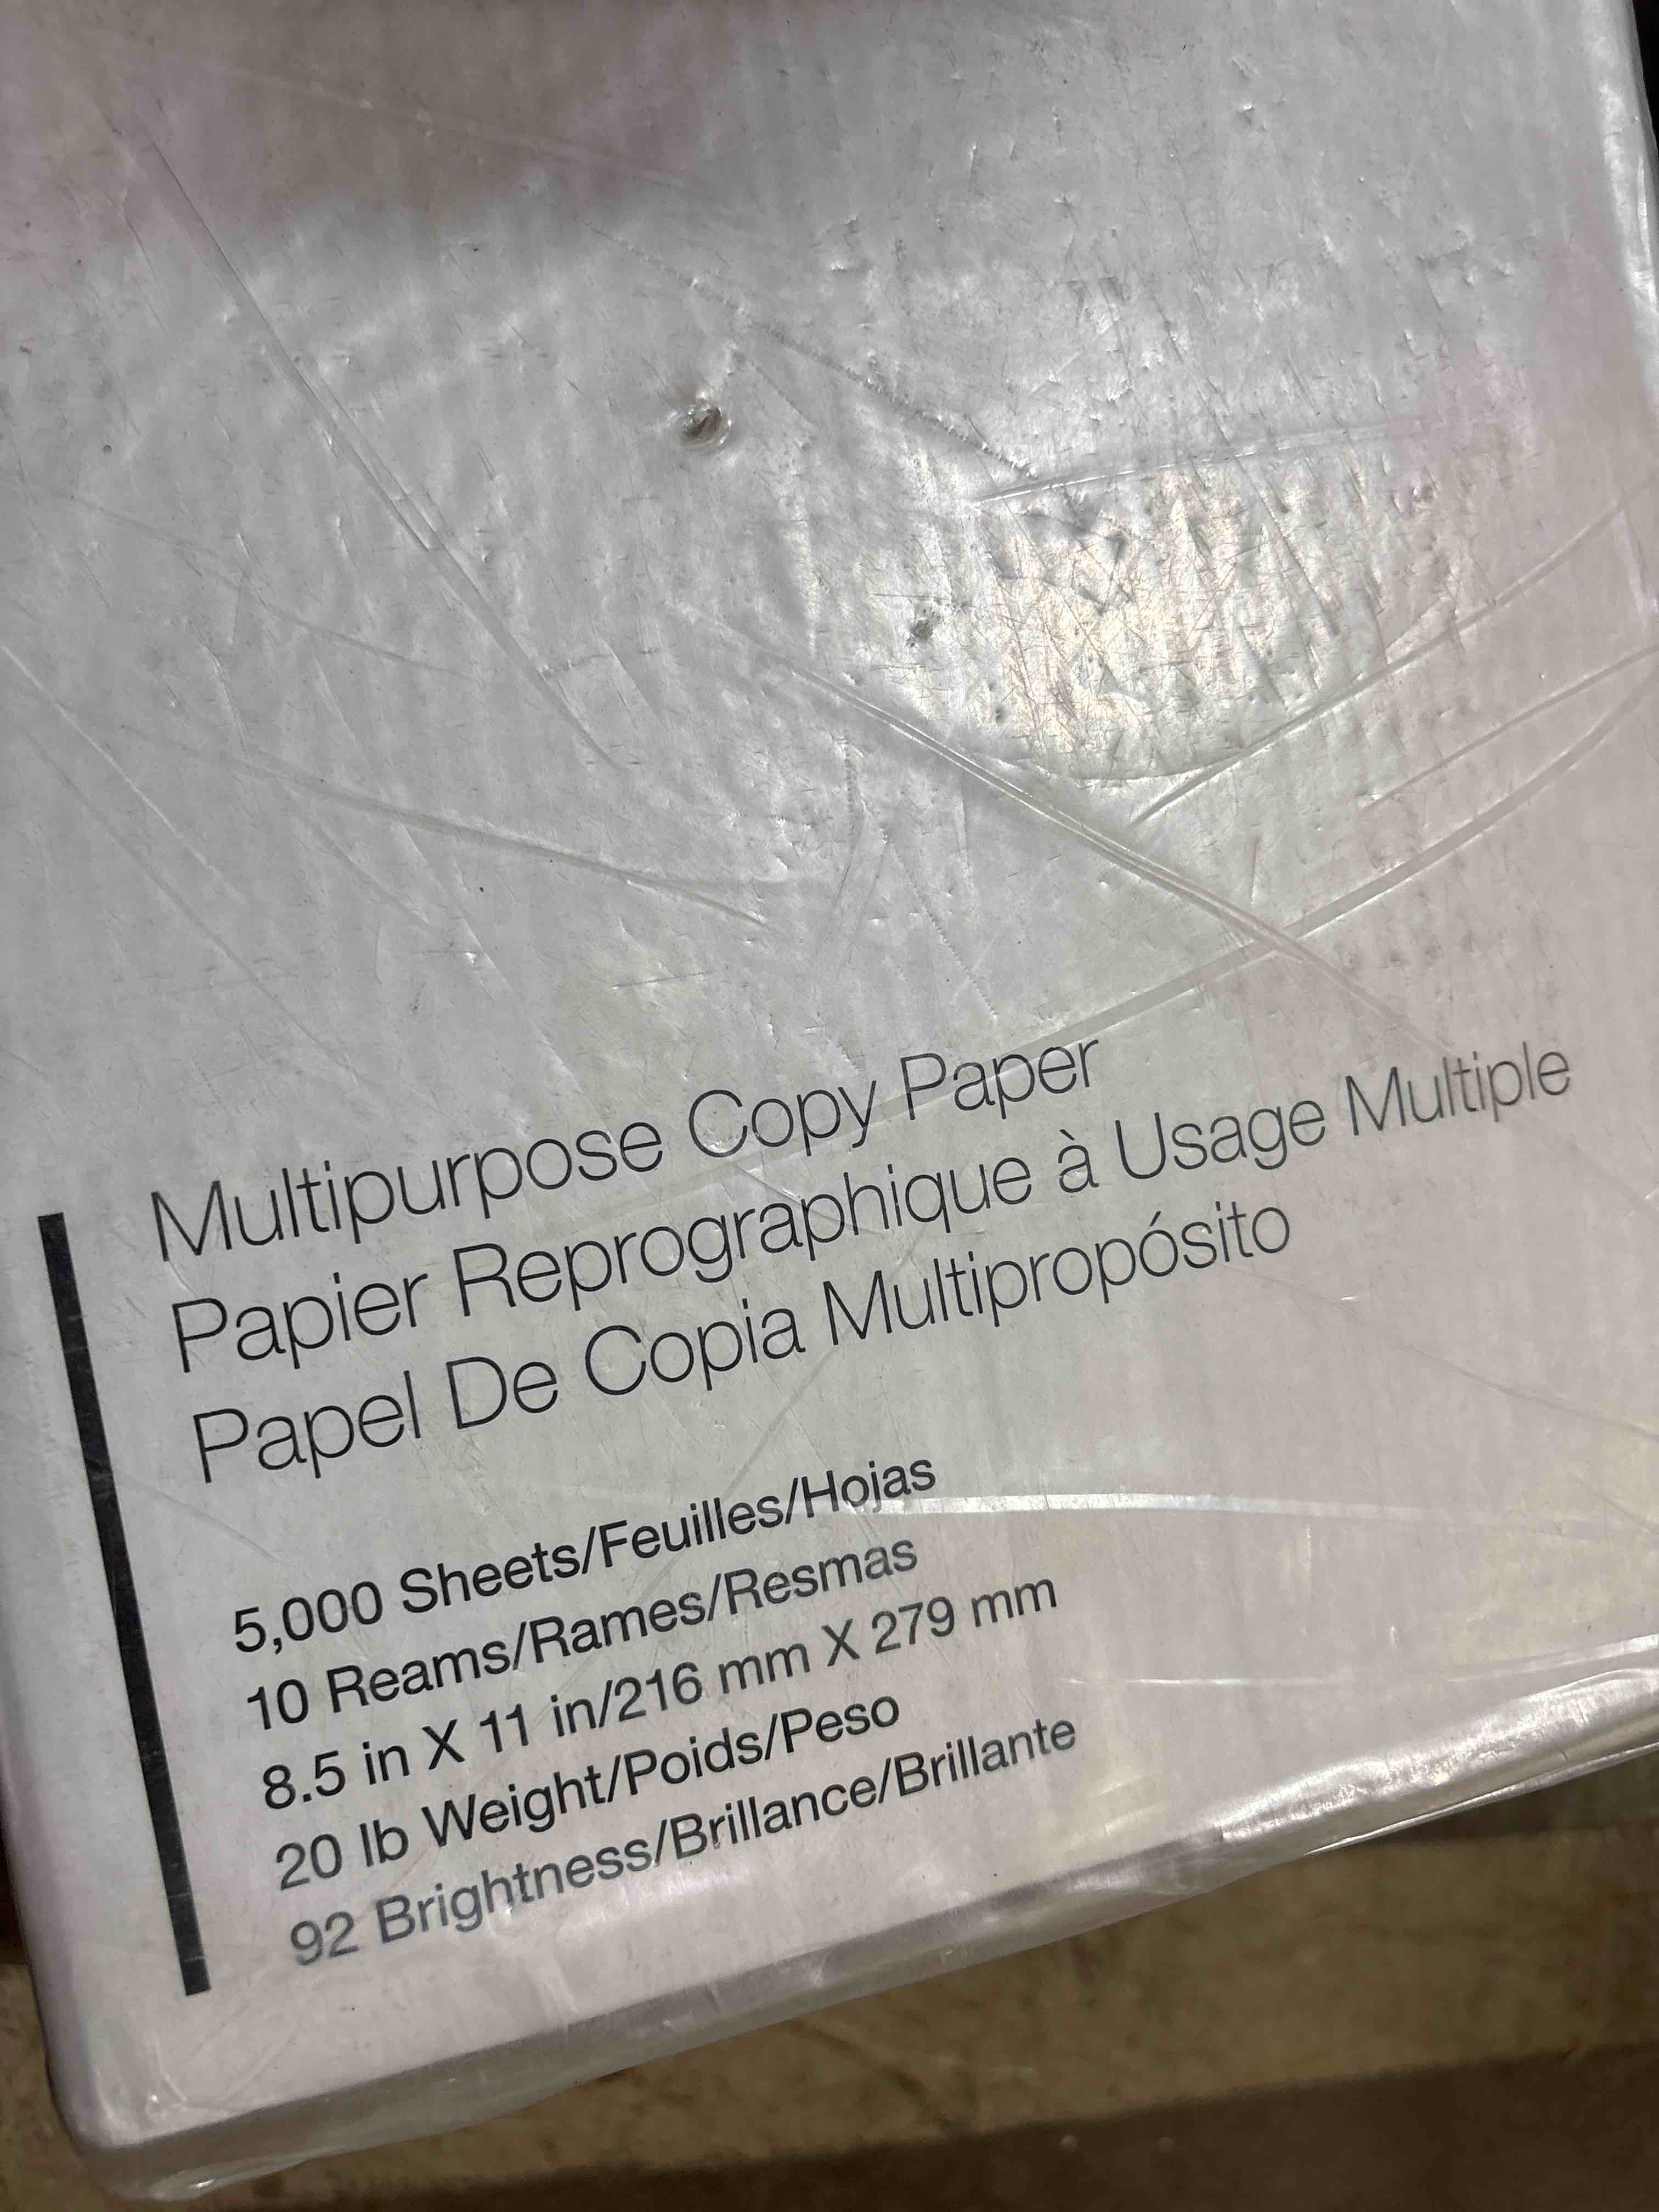 Multipurpose Copy Paper
Papier Reprographique à Usage Multiple
Papel De Copia Multipropósito
5,000 Sheets/Feuilles/Hojas
10 Reams/Rames/Resmas
8.5 in X 11 in/216 mm X 279 mm
20 lb Weight/Poids/Peso
92 Brightness/Brillance/Brillante